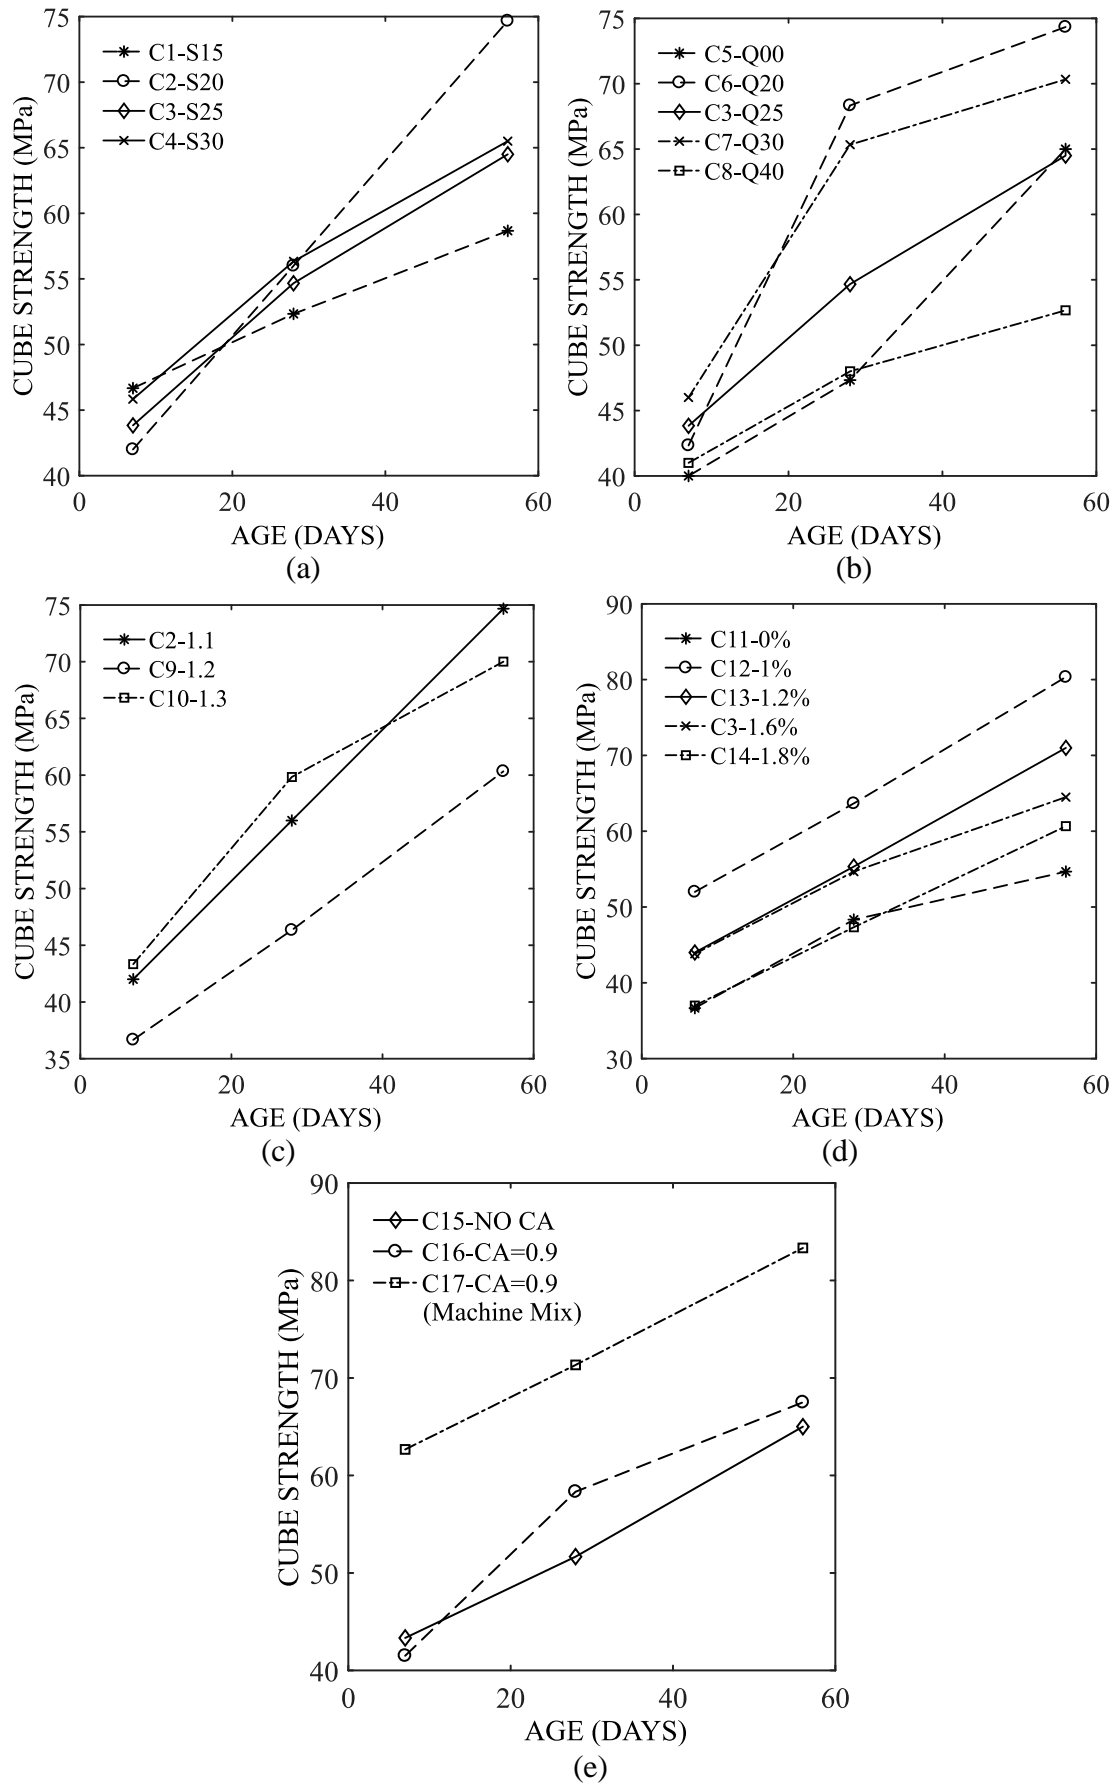 75
70
65
60
55
50
45
40
CUBE STRENGTH (MPa)
C1-S15
C2-S20
C3-S25
C4-S30
0 20 40 60
AGE (DAYS)
(a)
75
70
65
60
55
50
45
40
CUBE STRENGTH (MPa)
C5-Q00
C6-Q20
C3-Q25
C7-Q30
C8-Q40
0 20 40 60
AGE (DAYS)
(b)
75
70
65
60
55
50
45
40
35
CUBE STRENGTH (MPa)
C2-1.1
C9-1.2
C10-1.3
0 20 40 60
AGE (DAYS)
(c)
90
80
70
60
50
40
30
CUBE STRENGTH (MPa)
C11-0%
C12-1%
C13-1.2%
C3-1.6%
C14-1.8%
0 20 40 60
AGE (DAYS)
(d)
90
80
70
60
50
40
CUBE STRENGTH (MPa)
C15-NO CA
C16-CA=0.9
C17-CA=0.9
(Machine Mix)
0 20 40 60
AGE (DAYS)
(e)